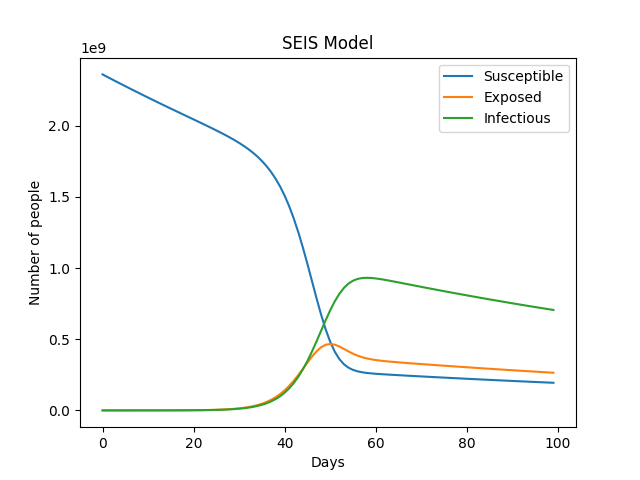 SEIS Model
1e9
Susceptible
Exposed
Infectious
2.0
1.5
1.0
0.5
0.0
Number of people
0 20 40 60 80 100
Days